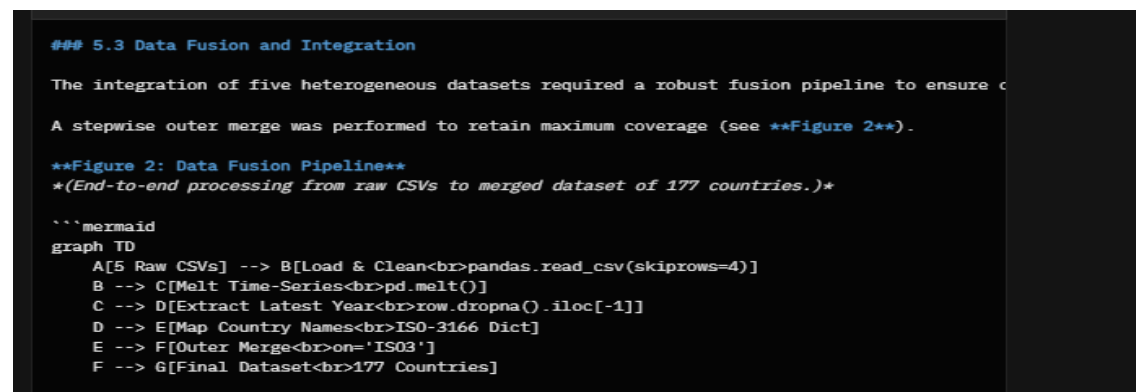 ### 5.3 Data Fusion and Integration
The integration of five heterogeneous datasets required a robust fusion pipeline to ensure
A stepwise outer merge was performed to retain maximum coverage (see **Figure 2**).
**Figure 2: Data Fusion Pipeline**
*(End-to-end processing from raw CSVs to merged dataset of 177 countries.)*
```mermaid
graph TD
A[5 Raw CSVs] --> B[Load & Clean<br>pandas.read_csv(skiprows=4)]
B --> C[Melt Time-Series<br>pd.melt()]
C --> D[Extract Latest Year<br>row.dropna().iloc[-1]]
D --> E[Map Country Names<br>ISO-3166 Dict]
E --> F[Outer Merge<br>on='ISO3']
F --> G[Final Dataset<br>177 Countries]